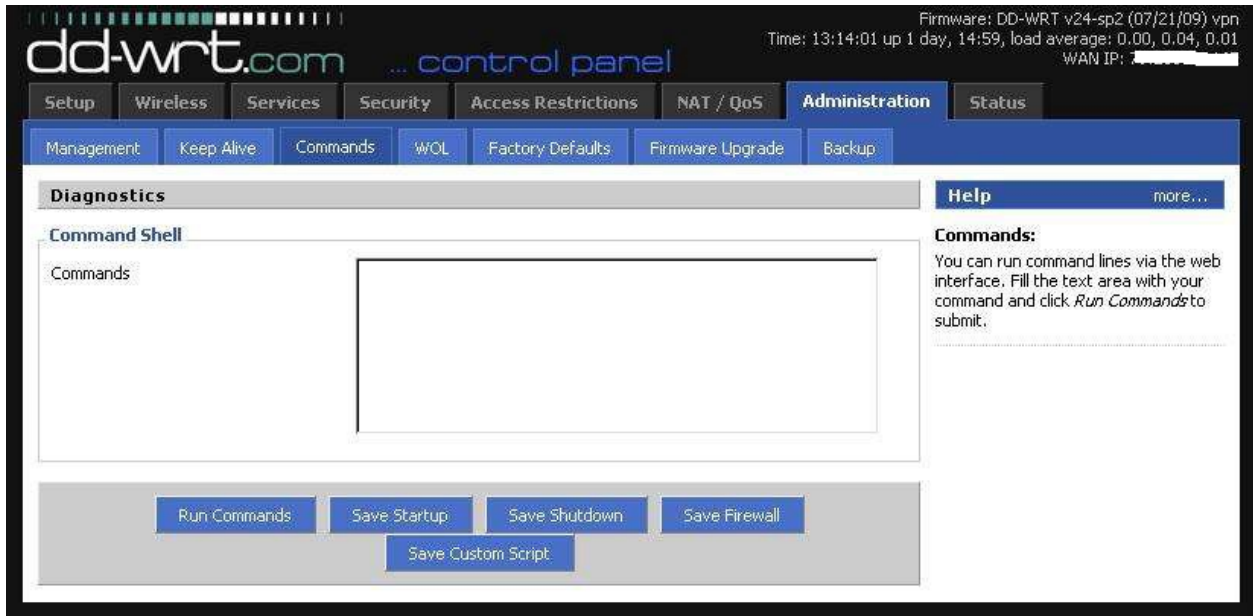 Firmware: DD-WRT v24-sp2 (07/21/09) vpn
Time: 13:14:01 up 1 day, 14:59, load average: 0.00, 0.04, 0.01
WAN IP:
dd-wrt.com ... control panel
Setup Wireless Services Security Access Restrictions NAT / QoS Administration Status
Management Keep Alive Commands WOL Factory Defaults Firmware Upgrade Backup
Diagnostics
Command Shell
Commands
Run Commands Save Startup Save Shutdown Save Firewall
Save Custom Script
Help more...
Commands:
You can run command lines via the web
interface. Fill the text area with your
command and click Run Commands to
submit.